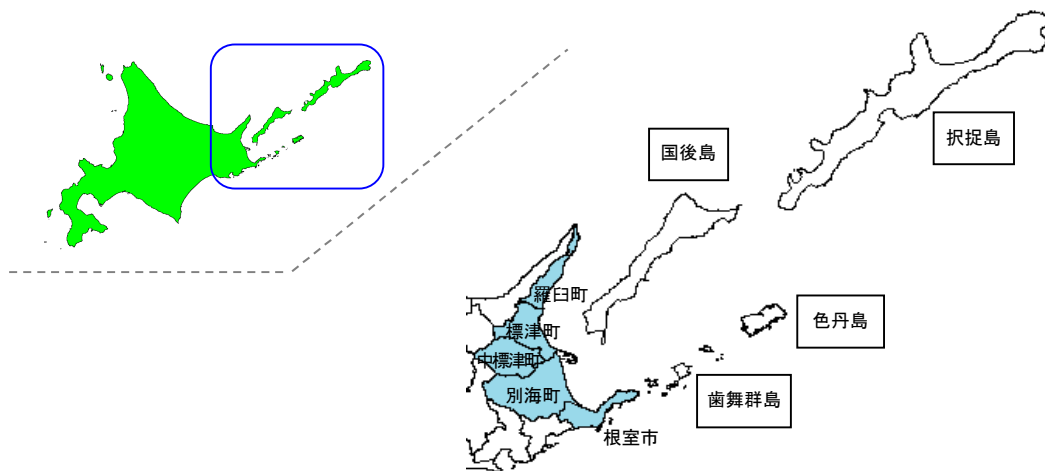 択捉島
国後島
羅臼町
色丹島
標津町
中標津町
別海町
歯舞群島
根室市